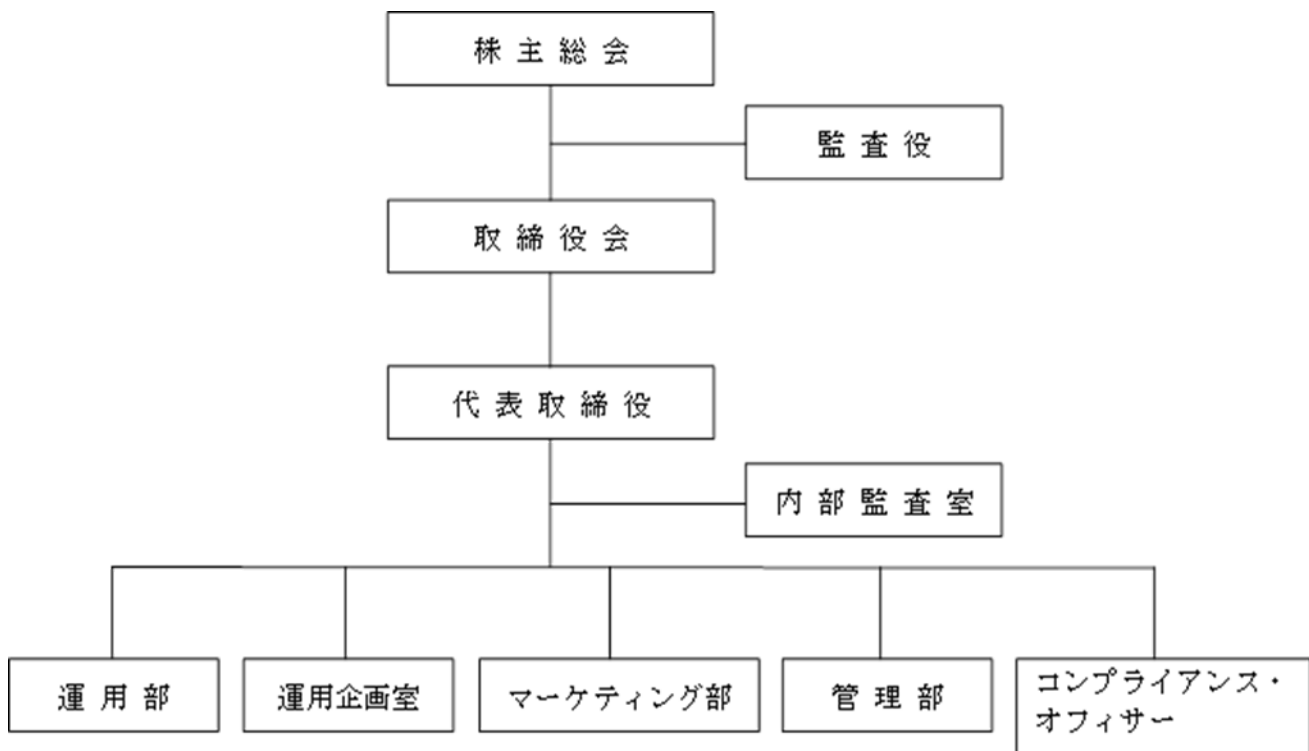 株主総会
監査役
取締役会
代表取締役
内部監査室
運用部
運用企画室
マーケティング部
管理部
コンプライアンス・
オフィサー